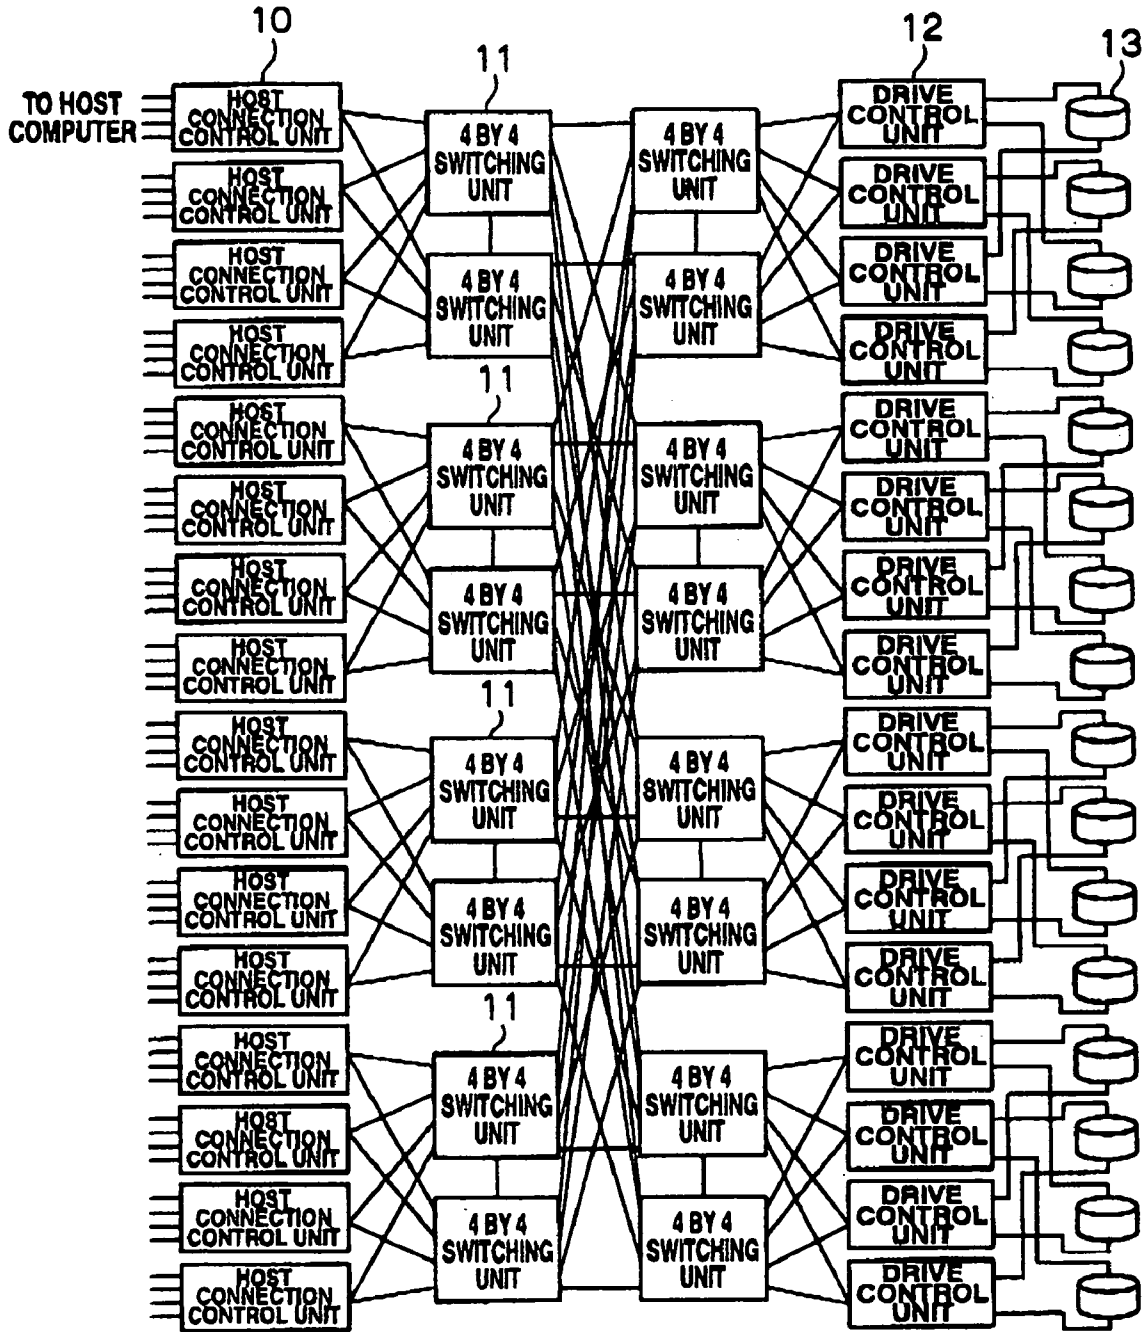 10
11
12
13
TO HOST
COMPUTER
HOST
CONNECTION
CONTROL UNIT
HOST
CONNECTION
CONTROL UNIT
HOST
CONNECTION
CONTROL UNIT
HOST
CONNECTION
CONTROL UNIT
HOST
CONNECTION
CONTROL UNIT
HOST
CONNECTION
CONTROL UNIT
HOST
CONNECTION
CONTROL UNIT
HOST
CONNECTION
CONTROL UNIT
HOST
CONNECTION
CONTROL UNIT
HOST
CONNECTION
CONTROL UNIT
HOST
CONNECTION
CONTROL UNIT
HOST
CONNECTION
CONTROL UNIT
HOST
CONNECTION
CONTROL UNIT
HOST
CONNECTION
CONTROL UNIT
HOST
CONNECTION
CONTROL UNIT
HOST
CONNECTION
CONTROL UNIT
4 BY 4
SWITCHING
UNIT
4 BY 4
SWITCHING
UNIT
11
4 BY 4
SWITCHING
UNIT
4 BY 4
SWITCHING
UNIT
11
4 BY 4
SWITCHING
UNIT
4 BY 4
SWITCHING
UNIT
11
4 BY 4
SWITCHING
UNIT
4 BY 4
SWITCHING
UNIT
4 BY 4
SWITCHING
UNIT
4 BY 4
SWITCHING
UNIT
4 BY 4
SWITCHING
UNIT
4 BY 4
SWITCHING
UNIT
4 BY 4
SWITCHING
UNIT
4 BY 4
SWITCHING
UNIT
4 BY 4
SWITCHING
UNIT
4 BY 4
SWITCHING
UNIT
DRIVE
CONTROL
UNIT
DRIVE
CONTROL
UNIT
DRIVE
CONTROL
UNIT
DRIVE
CONTROL
UNIT
DRIVE
CONTROL
UNIT
DRIVE
CONTROL
UNIT
DRIVE
CONTROL
UNIT
DRIVE
CONTROL
UNIT
DRIVE
CONTROL
UNIT
DRIVE
CONTROL
UNIT
DRIVE
CONTROL
UNIT
DRIVE
CONTROL
UNIT
DRIVE
CONTROL
UNIT
DRIVE
CONTROL
UNIT
DRIVE
CONTROL
UNIT
DRIVE
CONTROL
UNIT